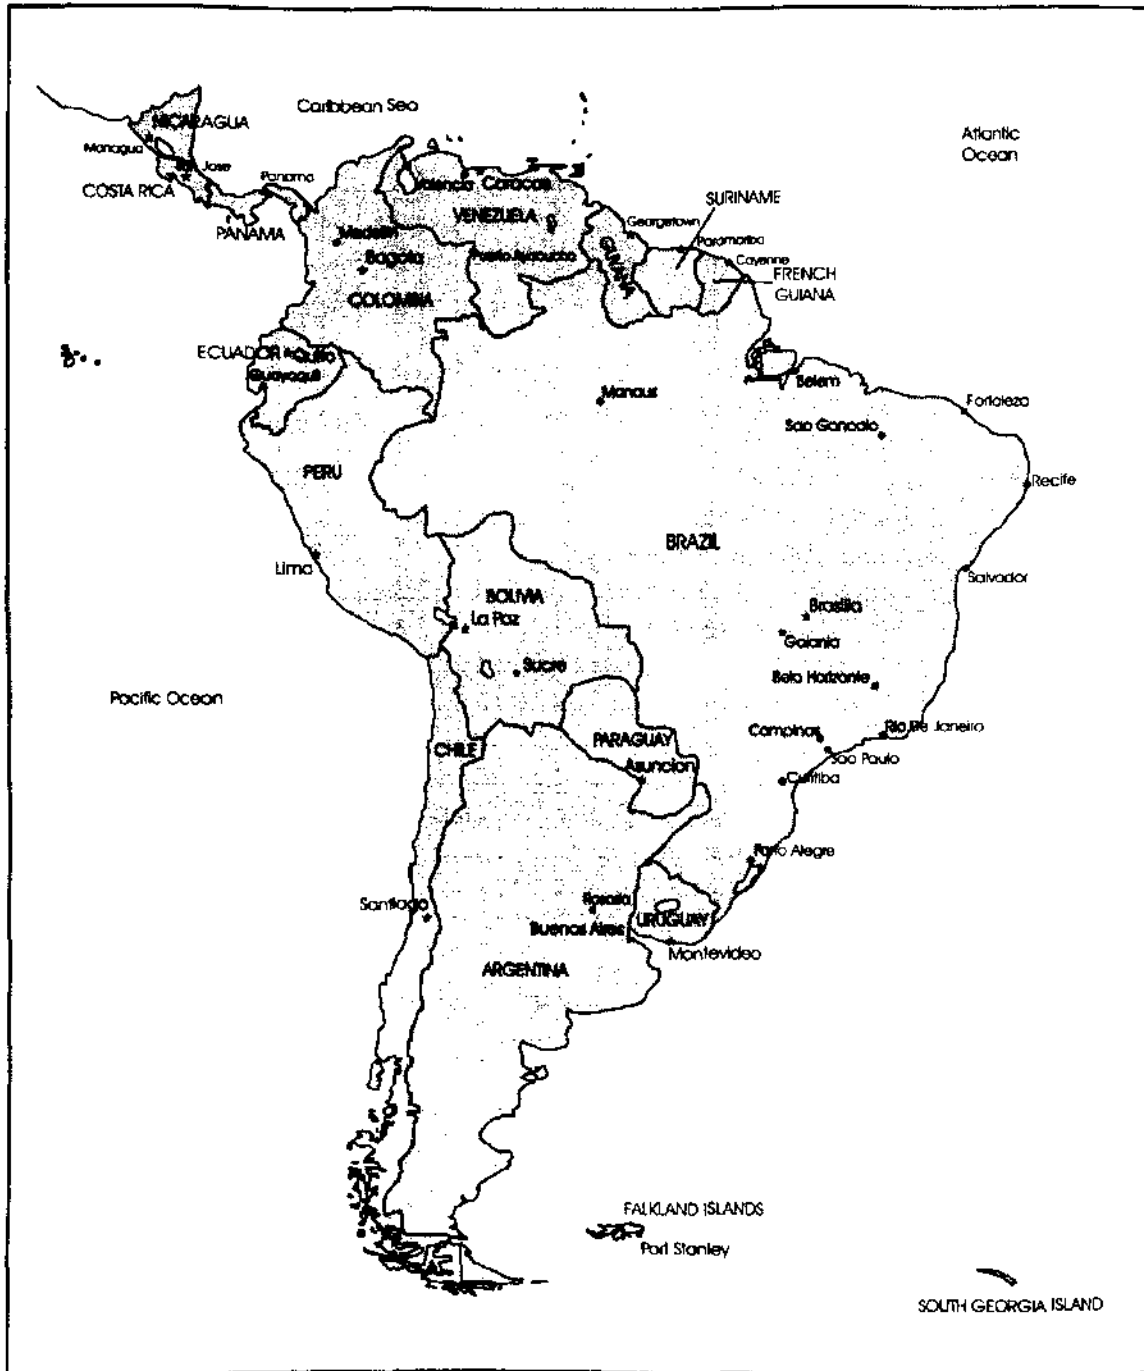 Caribbean Sea
Atlantic
Ocean
NICARAGUA
Managua
Jose
COSTA RICA
Panama
PANAMA
Valencia
Caracas
VENEZUELA
SURINAME
Georgetown
Paramariba
Cayenne
FRENCH
GUIANA
GUYANA
Medellin
Bagota
Puerto Ayacucho
COLOMBIA
ECUADOR
Quito
Guayaquil
Manaus
Belem
Fortaleza
Sao Goncalo
PERU
Recife
BRAZIL
Lima
Salvador
BOLIVIA
La Paz
Brasilia
Goiania
Sucre
Belo Horizonte
Pacific Ocean
CHILE
PARAGUAY
Asuncion
Campinas
Rio De Janeiro
Sao Paulo
Curitiba
Porto Alegre
Santiago
Rosario
URUGUAY
Buenos Aires
Montevideo
ARGENTINA
FALKLAND ISLANDS
Port Stanley
SOUTH GEORGIA ISLAND